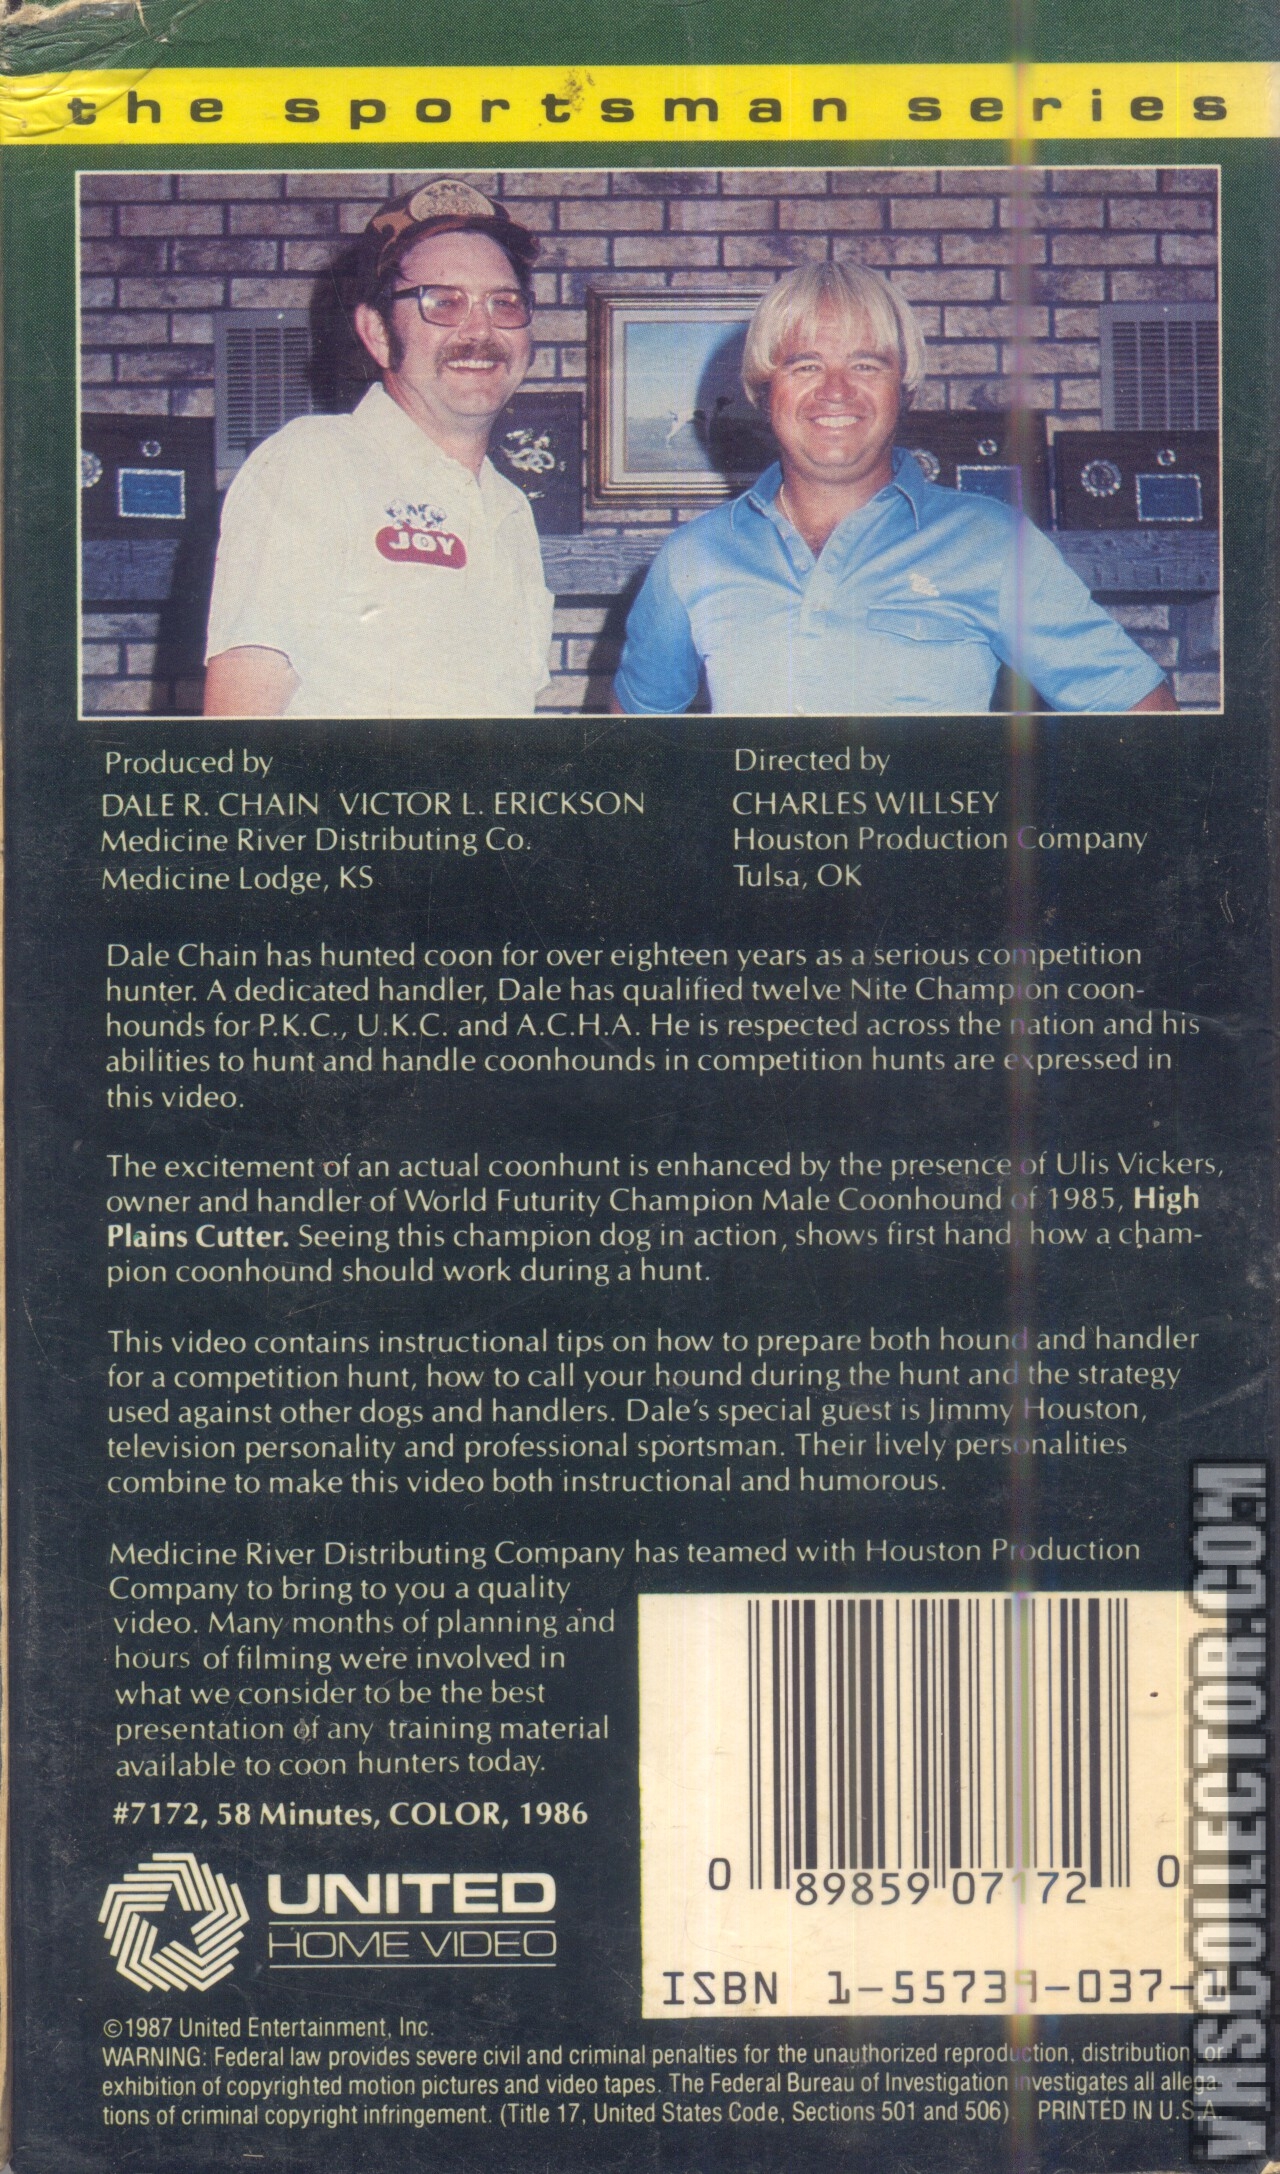 the sportsman series
JOY
Produced by
DALE R. CHAIN VICTOR L. ERICKSON
Medicine River Distributing Co.
Medicine Lodge, KS
Directed by
CHARLES WILLSEY
Houston Production Company
Tulsa, OK
Dale Chain has hunted coon for over eighteen years as a serious competition
hunter. A dedicated handler, Dale has qualified twelve Nite Champion coon-
hounds for P.K.C., U.K.C. and A.C.H.A. He is respected across the nation and his
abilities to hunt and handle coonhounds in competition hunts are expressed in
this video.
The excitement of an actual coonhunt is enhanced by the presence of Ulis Vickers,
owner and handler of World Futurity Champion Male Coonhound of 1985, High
Plains Cutter. Seeing this champion dog in action, shows first hand how a cham-
pion coonhound should work during a hunt.
This video contains instructional tips on how to prepare both hound and handler
for a competition hunt, how to call your hound during the hunt and the strategy
used against other dogs and handlers. Dale's special guest is Jimmy Houston,
television personality and professional sportsman. Their lively personalities
combine to make this video both instructional and humorous.
Medicine River Distributing Company has teamed with Houston Production
Company to bring to you a quality
video. Many months of planning and
hours of filming were involved in
what we consider to be the best
presentation of any training material
available to coon hunters today.
#7172, 58 Minutes, COLOR, 1986
UNITED
HOME VIDEO
0 89859 07172 0
ISBN 1-55739-037-1
©1987 United Entertainment, Inc.
WARNING: Federal law provides severe civil and criminal penalties for the unauthorized reproduction, distribution or
exhibition of copyrighted motion pictures and video tapes. The Federal Bureau of Investigation investigates all allega-
tions of criminal copyright infringement. (Title 17, United States Code, Sections 501 and 506). PRINTED IN U.S.A.
VHSCOLLECTOR.COM